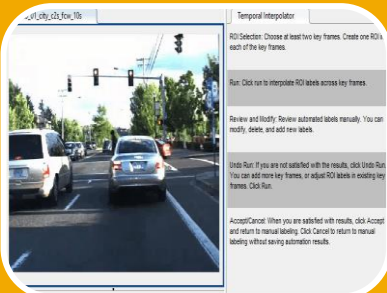 _01_city_c2s_fcw_10s
Temporal Interpolator
ROI Selection: Choose at least two key frames. Create one ROI
each of the key frames.
Run: Click run to interpolate ROI labels across key frames.
Review and Modify: Review automated labels manually. You can
modify, delete, and add new labels.
Undo Run: If you are not satisfied with the results, click Undo Run.
You can add more key frames, or adjust ROI labels in existing key
frames. Click Run.
Accept/Cancel: When you are satisfied with results, click Accept
and return to manual labeling. Click Cancel to return to manual
labeling without saving automation results.